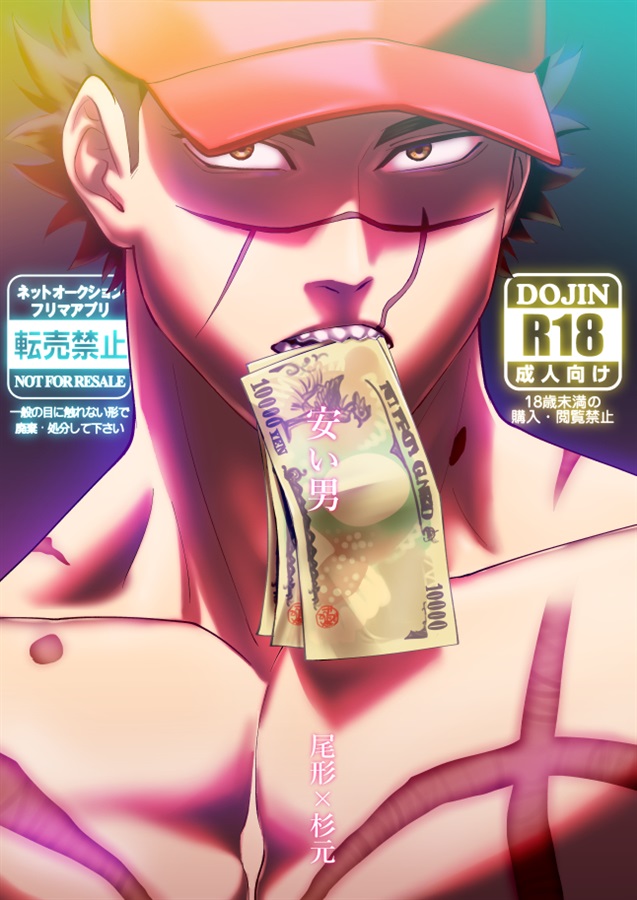 ネットオークション
フリマアプリ
転売禁止
NOT FOR RESALE
一般の目に触れない形で
廃棄・処分して下さい
DOJIN
R18
成人向け
18歳未満の
購入・閲覧禁止
10000 YEN
安い男
10000
尾形×杉元